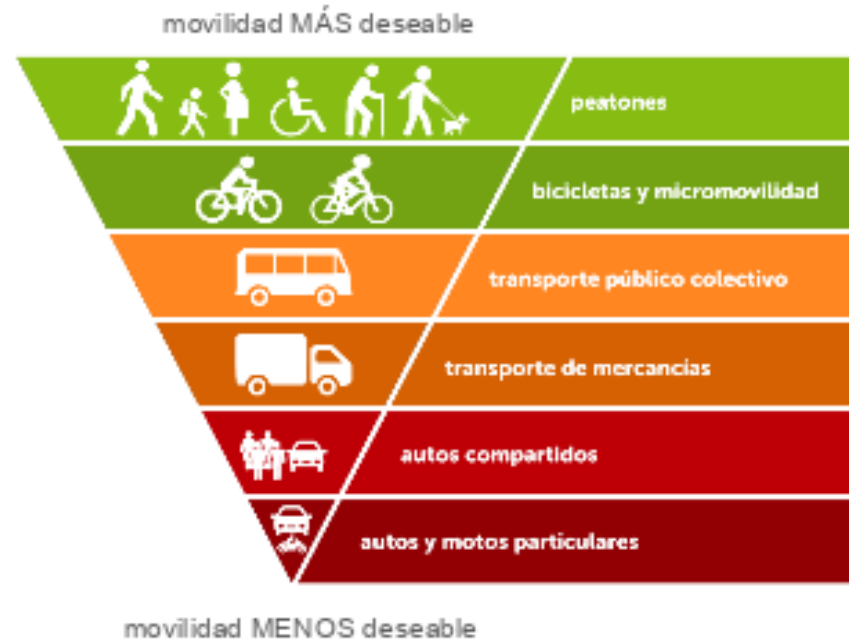 movilidad MÁS deseable
peatones
bicicletas y micromovilidad
transporte público colectivo
transporte de mercancías
autos compartidos
autos y motos particulares
movilidad MENOS deseable